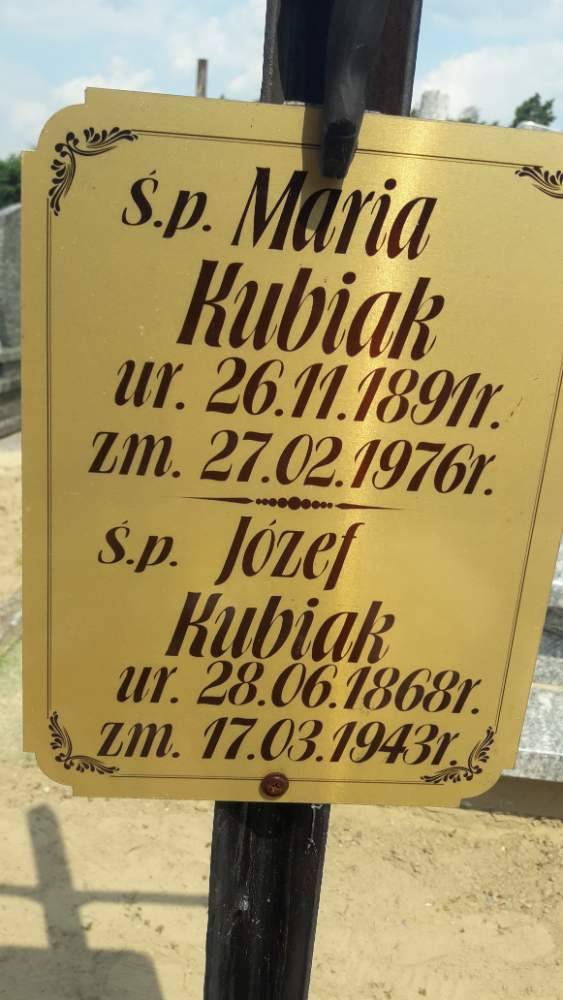 Ś.p. Maria
Kubiak
ur. 26.11.1891r.
zm. 27.02.1976r.
Ś.p. Józef
Kubiak
ur. 28.06.1868r.
zm. 17.03.1943r.